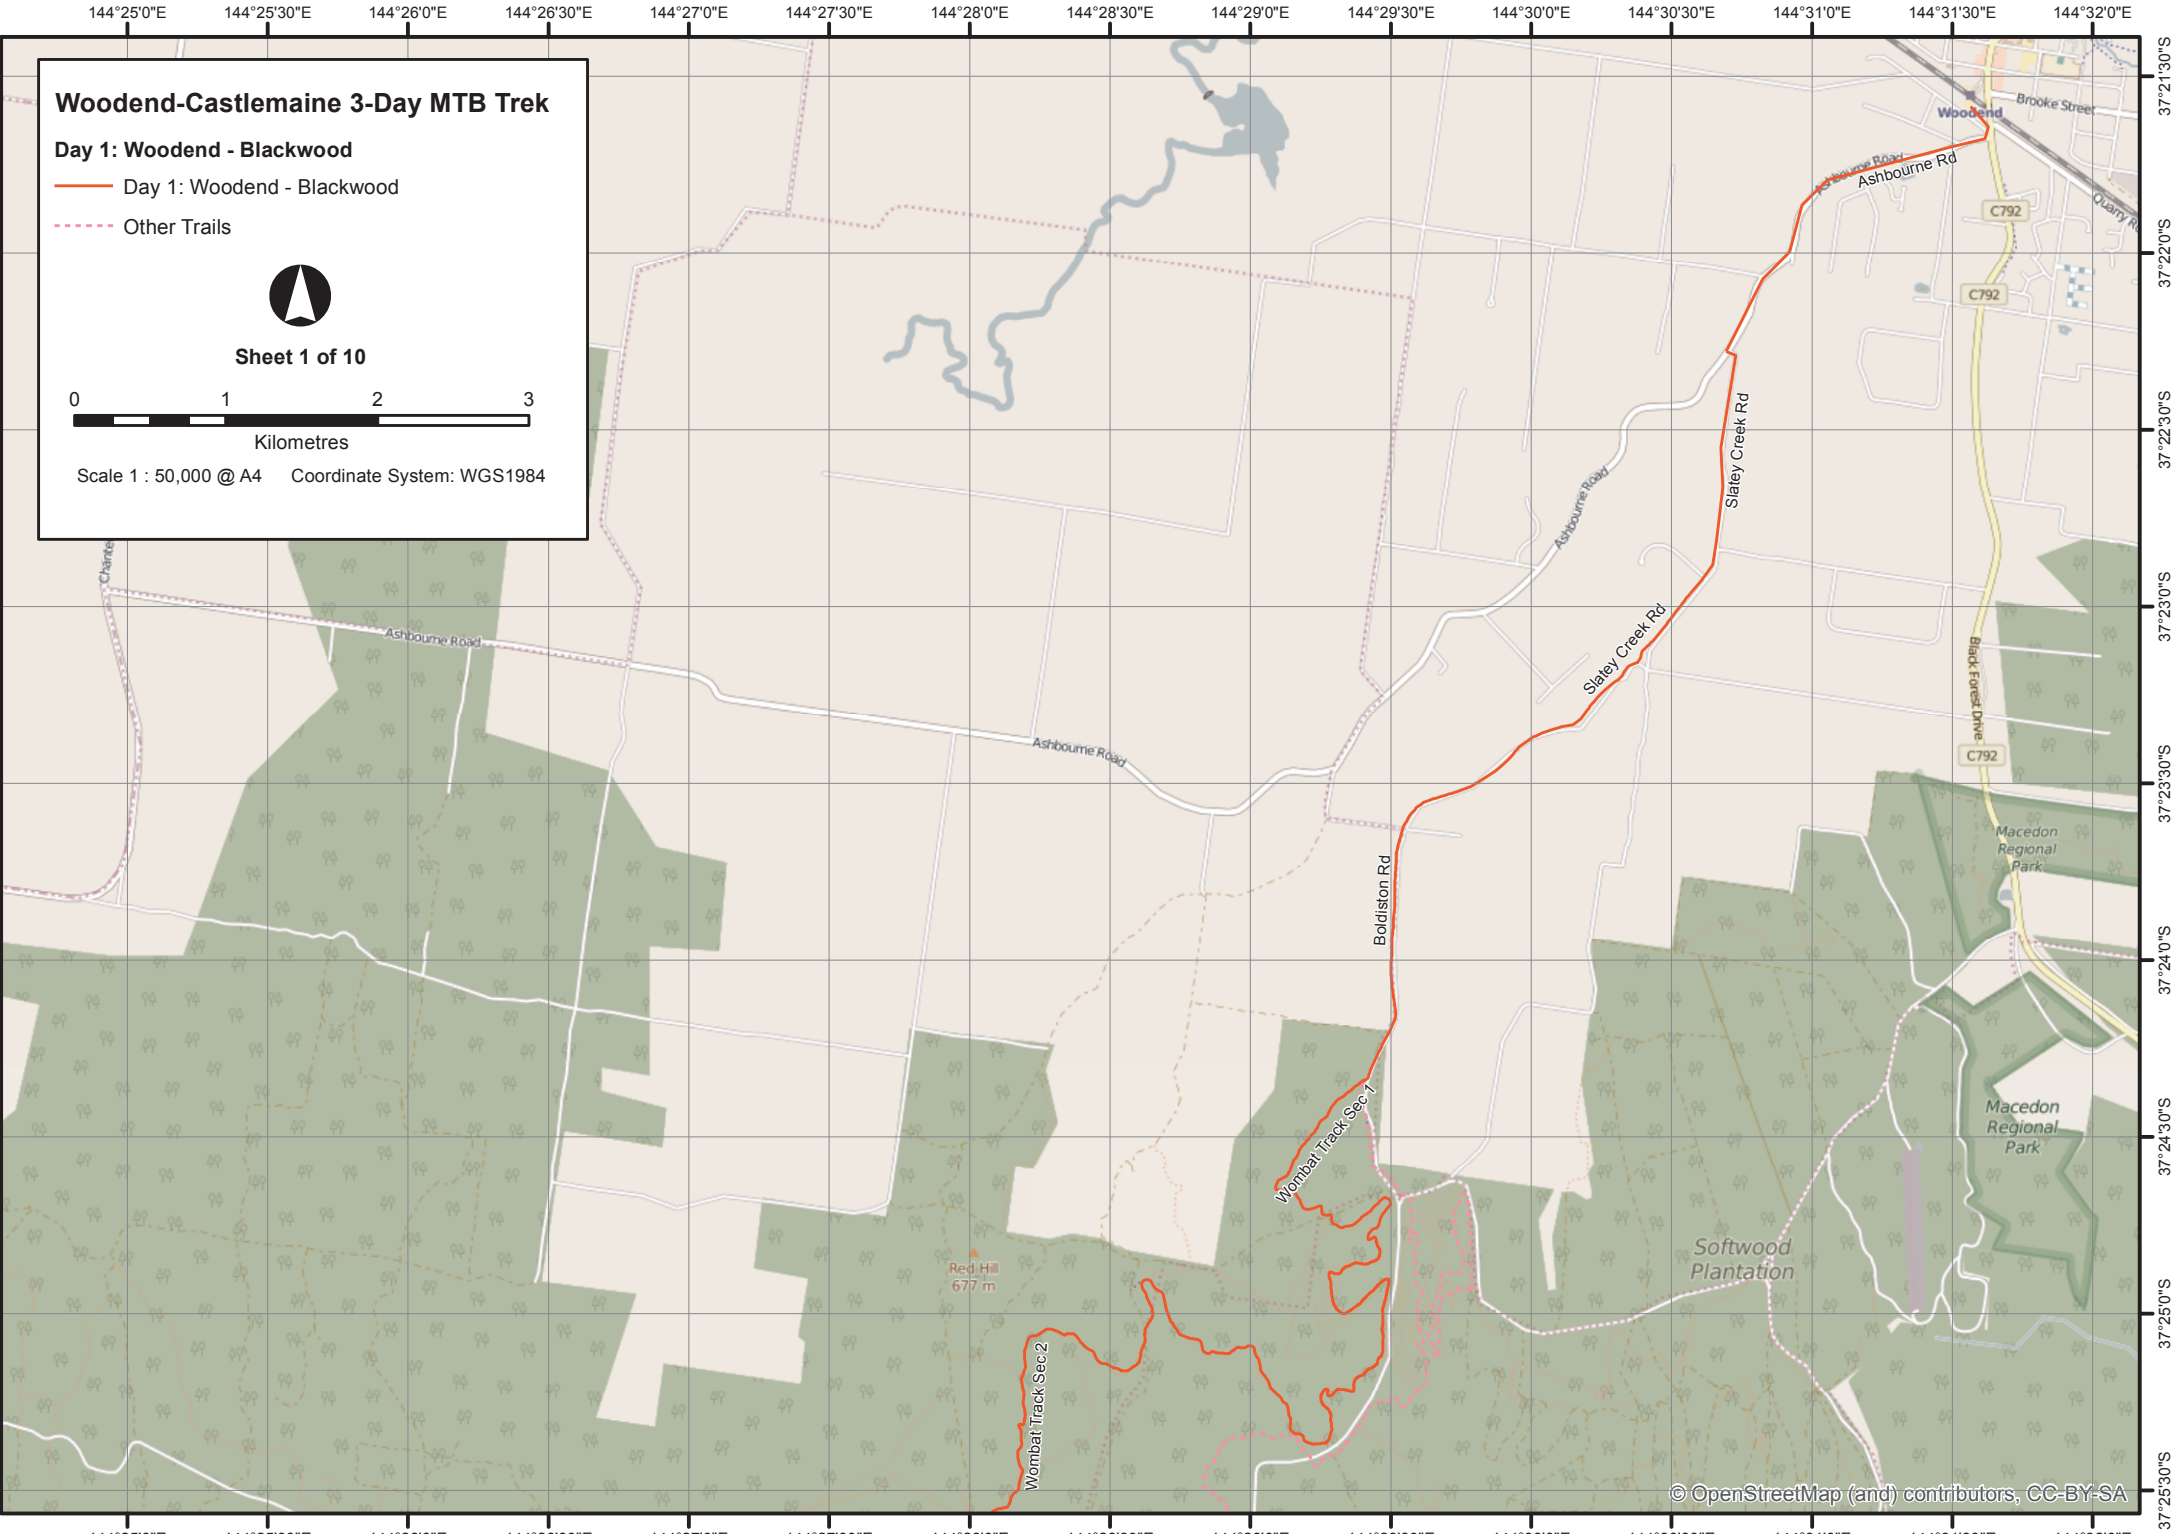 144°25'0"E
144°25'30"E
144°26'0"E
144°26'30"E
144°27'0"E
144°27'30"E
144°28'0"E
144°28'30"E
144°29'0"E
144°29'30"E
144°30'0"E
144°30'30"E
144°31'0"E
144°31'30"E
144°32'0"E
Woodend-Castlemaine 3-Day MTB Trek
Day 1: Woodend - Blackwood
Day 1: Woodend - Blackwood
Other Trails
Sheet 1 of 10
0 1 2 3
Kilometres
Scale 1 : 50,000 @ A4 Coordinate System: WGS1984
Woodend
Brooke Street
Ashbourne Road
Ashbourne Rd
C792
Quarry R
C792
Slatey Creek Rd
Ashbourne Road
Chante
Ashbourne Road
Slatey Creek Rd
Black Forest Drive
Ashbourne Road
C792
Macedon
Regional
Park
Boldiston Rd
Wombat Track Sec 1
Macedon
Regional
Park
Softwood
Plantation
Red Hill
677 m
Wombat Track Sec 2
© OpenStreetMap (and) contributors, CC-BY-SA
37°21'30"S
37°22'0"S
37°22'30"S
37°23'0"S
37°23'30"S
37°24'0"S
37°24'30"S
37°25'0"S
37°25'30"S